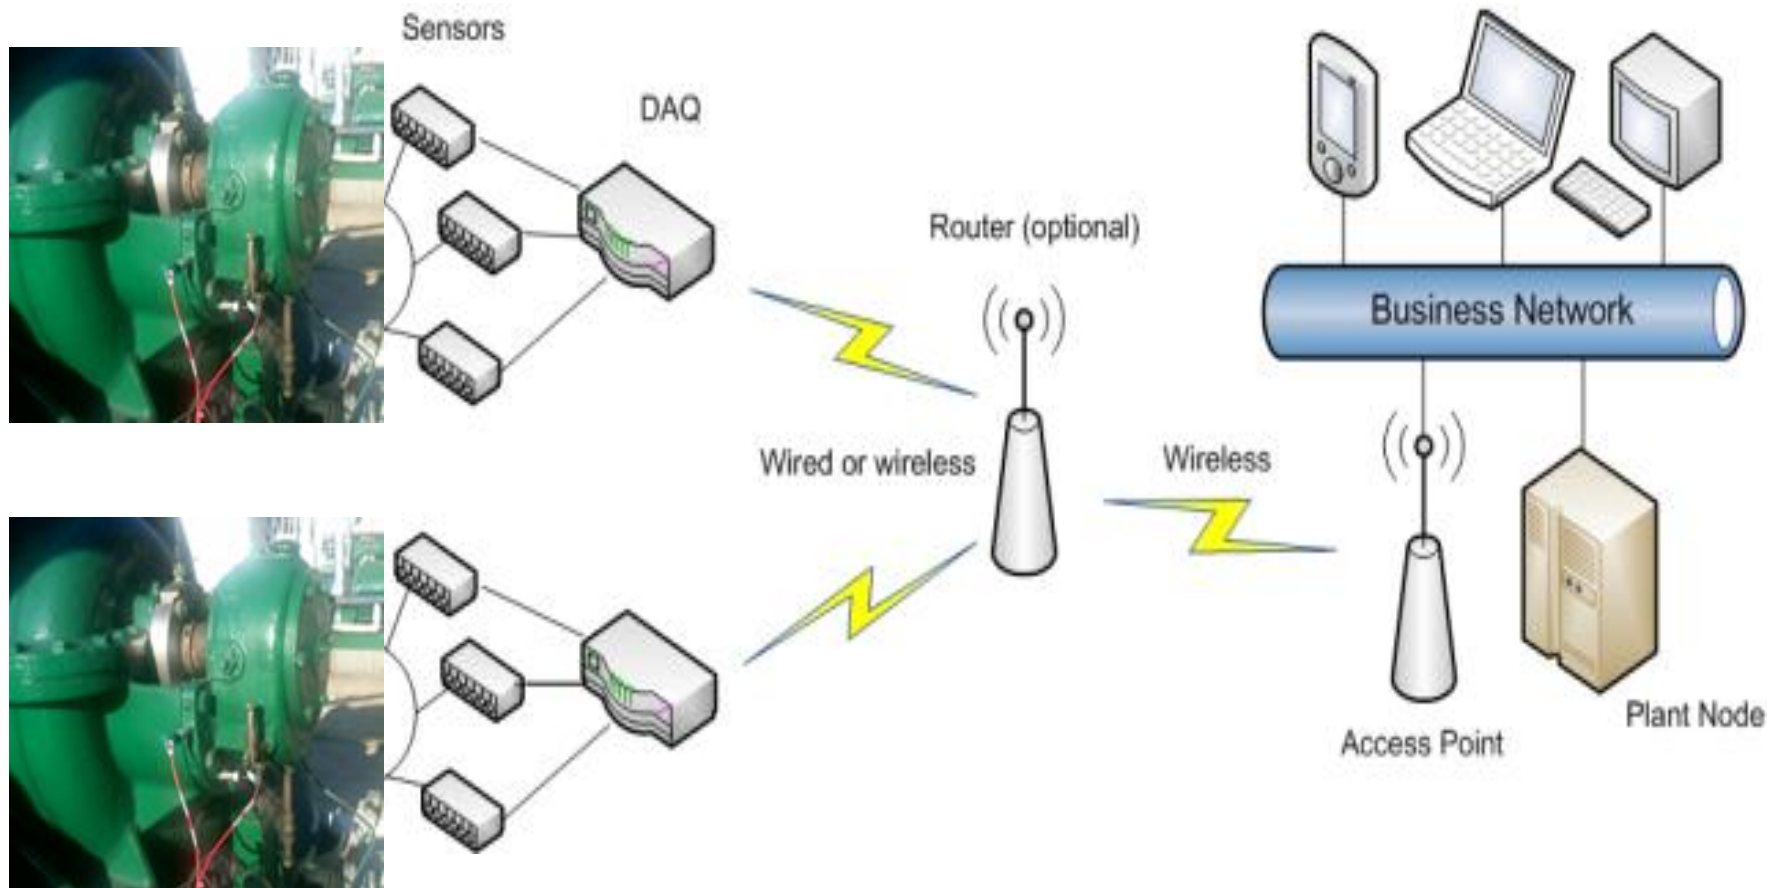 Sensors
DAQ
Router (optional)
Business Network
Wired or wireless
Wireless
Access Point
Plant Node